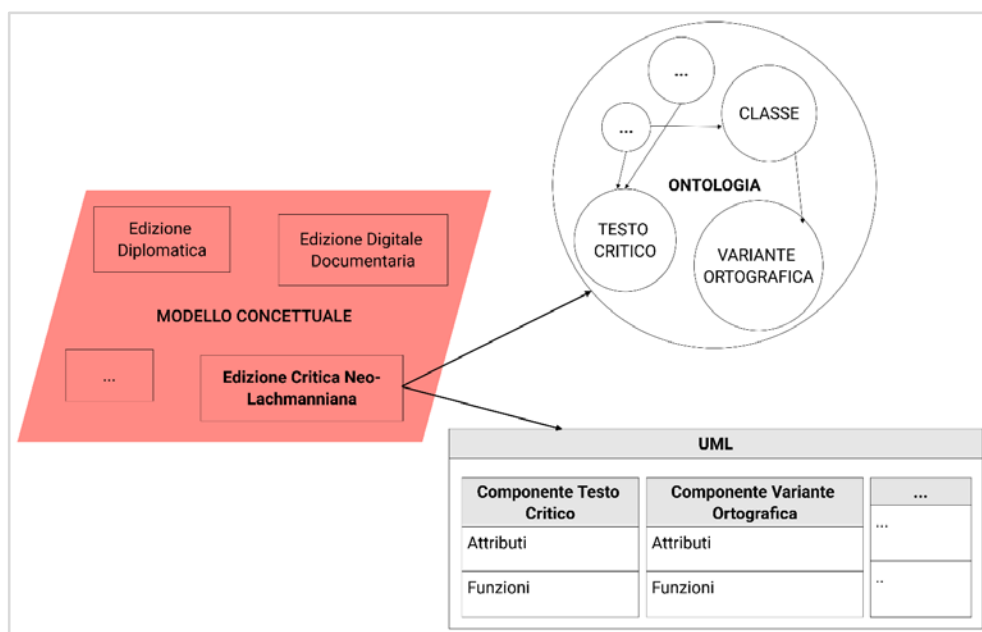 ...
...
CLASSE
ONTOLOGIA
TESTO
CRITICO
VARIANTE
ORTOGRAFICA
Edizione
Diplomatica
Edizione Digitale
Documentaria
MODELLO CONCETTUALE
...
Edizione Critica Neo-
Lachmanniana
UML
Componente Testo
Critico
Attributi
Funzioni
Componente Variante
Ortografica
Attributi
Funzioni
...
...
..